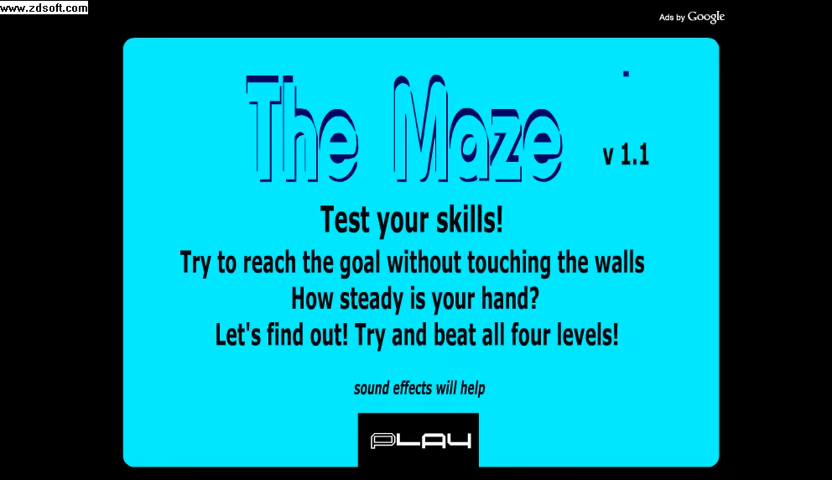 www.zdsoft.com
Ads by Google
The Maze
v 1.1
Test your skills!
Try to reach the goal without touching the walls
How steady is your hand?
Let's find out! Try and beat all four levels!
sound effects will help
PLAY